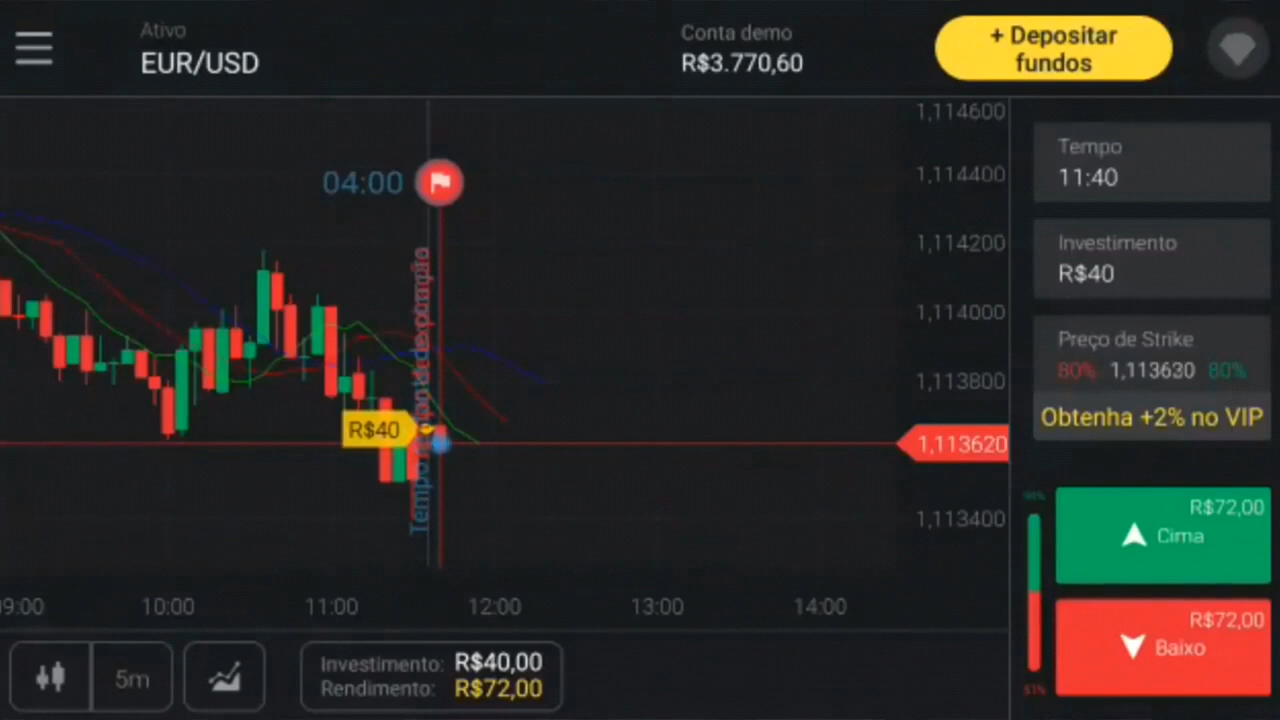 Ativo
EUR/USD
Conta demo
R$3.770,60
+ Depositar
fundos
1,114600
1,114400
1,114200
1,114000
1,113800
1,113620
1,113400
04:00
R$40
Tempo
11:40
Investimento
R$40
Preço de Strike
80% 1,113630 80%
Obtenha +2% no VIP
R$72,00
Cima
R$72,00
Baixo
09:00 10:00 11:00 12:00 13:00 14:00
5m
Investimento: R$40,00
Rendimento: R$72,00